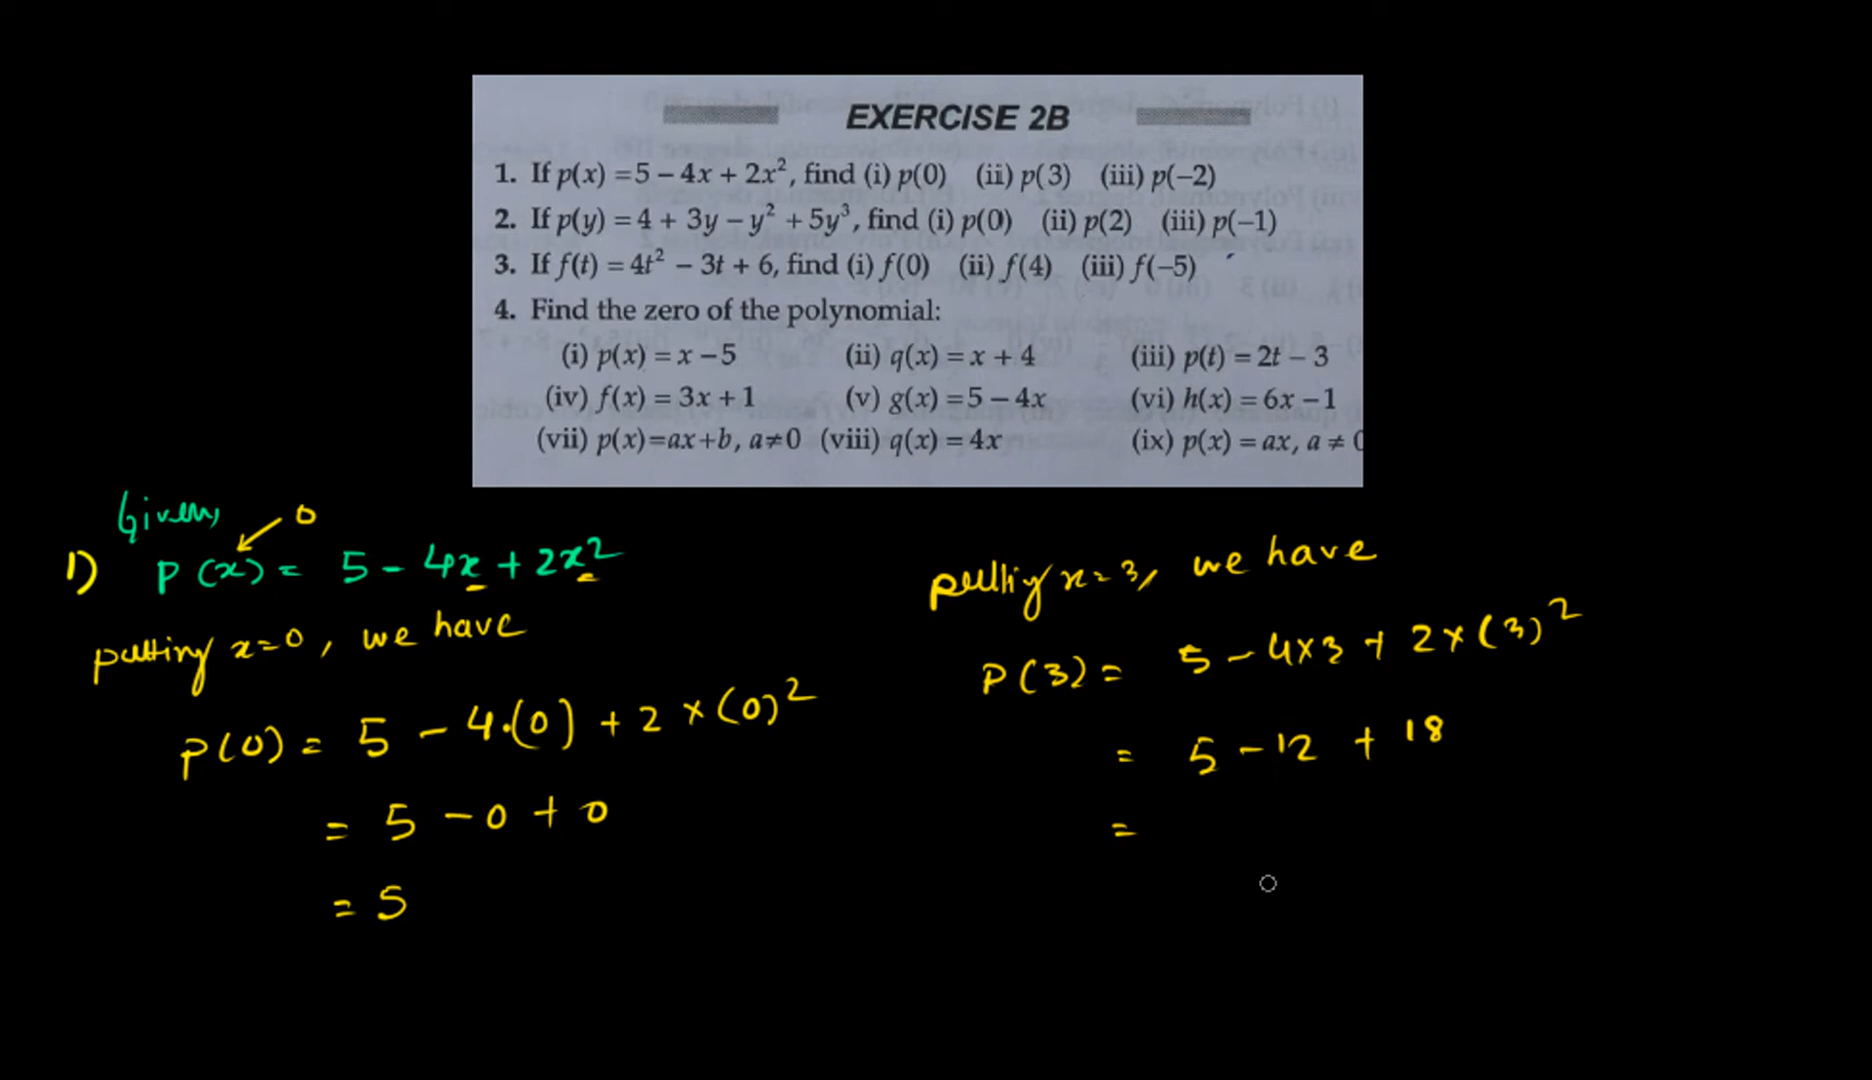 EXERCISE 2B
1. If p(x) = 5 − 4x + 2x², find (i) p(0) (ii) p(3) (iii) p(−2)
2. If p(y) = 4 + 3y − y² + 5y³, find (i) p(0) (ii) p(2) (iii) p(−1)
3. If f(t) = 4t² − 3t + 6, find (i) f(0) (ii) f(4) (iii) f(−5)
4. Find the zero of the polynomial:
(i) p(x) = x − 5 (ii) q(x) = x + 4 (iii) p(t) = 2t − 3
(iv) f(x) = 3x + 1 (v) g(x) = 5 − 4x (vi) h(x) = 6x − 1
(vii) p(x)=ax+b, a≠0 (viii) q(x) = 4x (ix) p(x) = ax, a ≠ 0
Given,
0
1) P(x) = 5 - 4x + 2x²
putting x=0, we have
P(0) = 5 - 4·(0) + 2 × (0)²
= 5 - 0 + 0
= 5
putting x=3, we have
P(3) = 5 - 4×3 + 2×(3)²
= 5 - 12 + 18
=